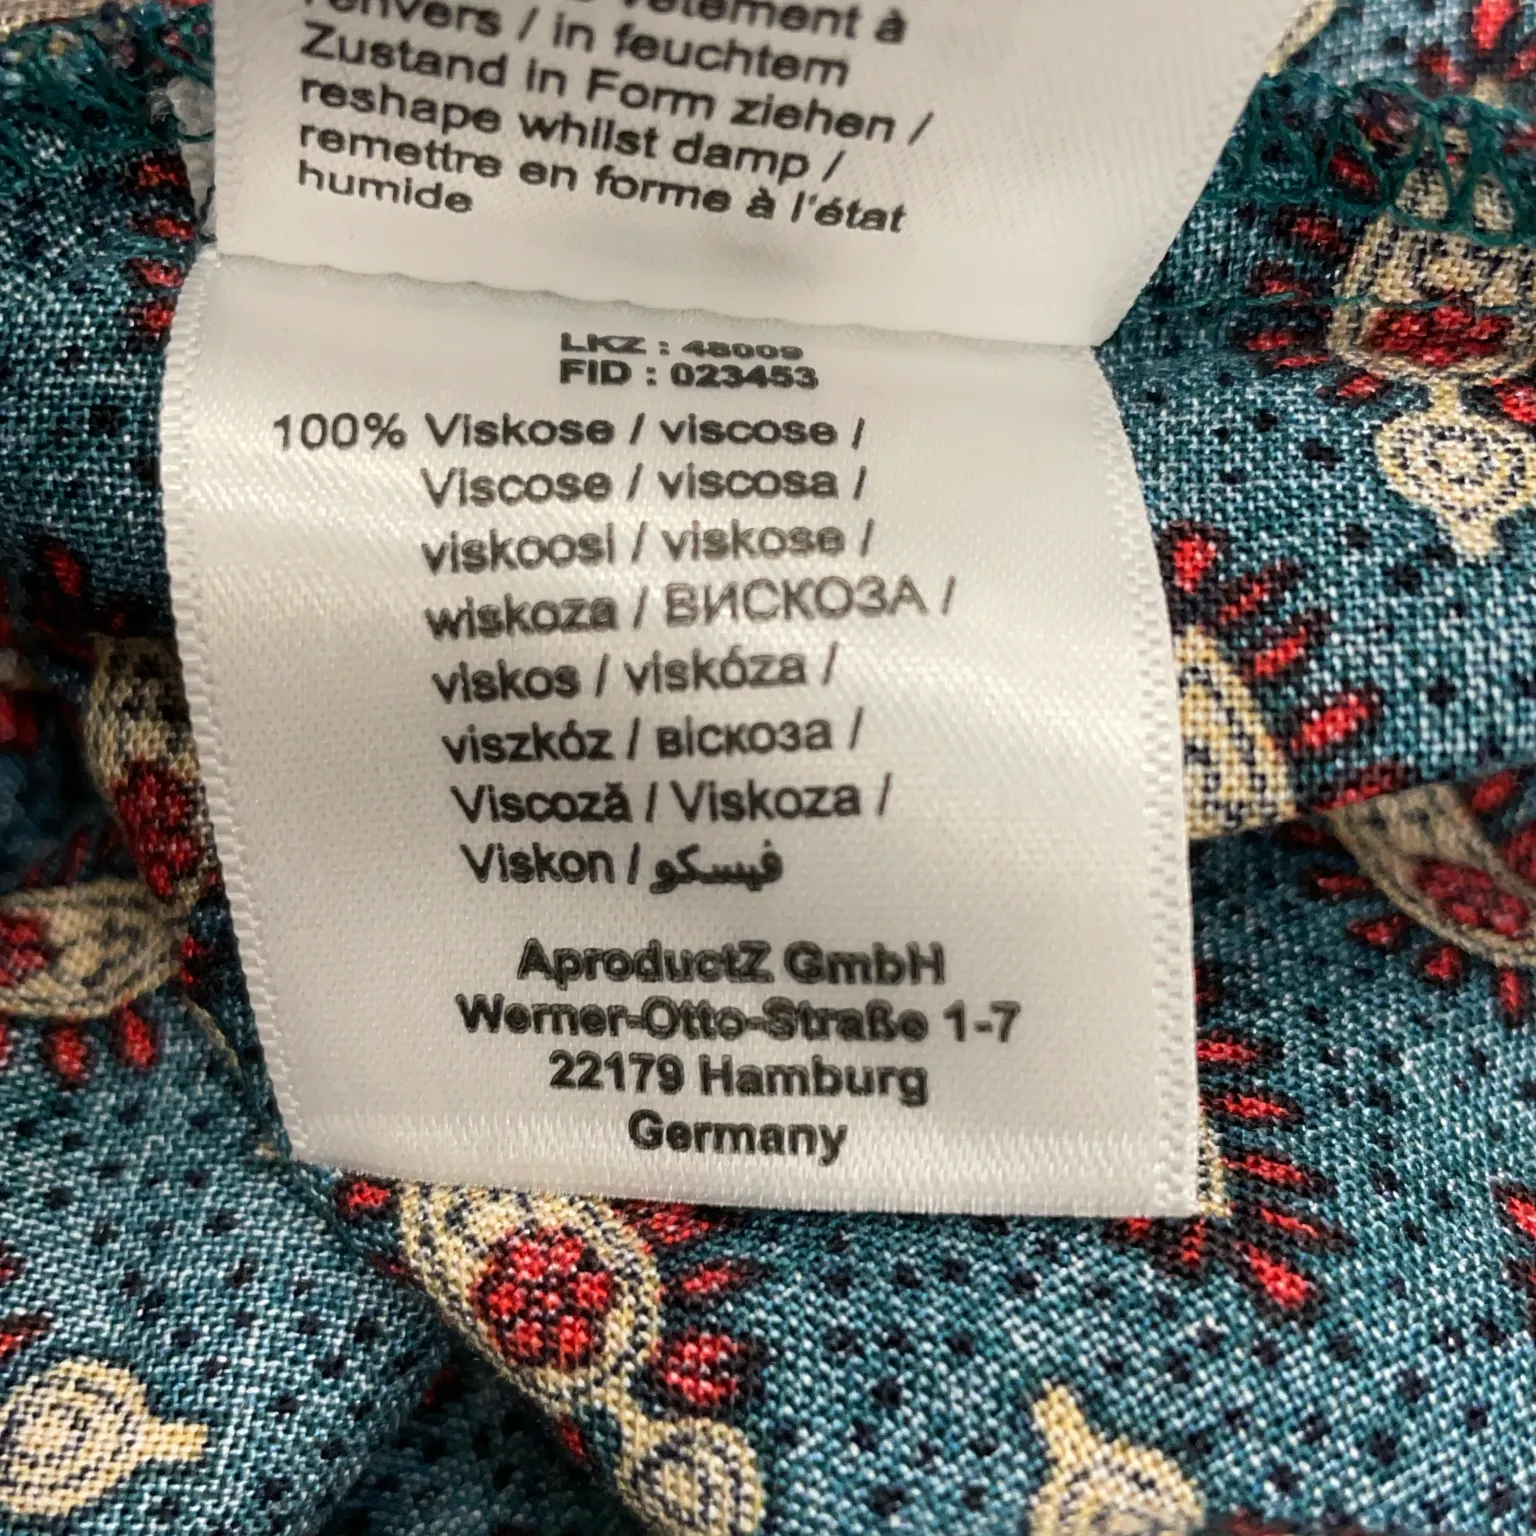 vêtement à
l'envers / in feuchtem
Zustand in Form ziehen /
reshape whilst damp /
remettre en forme à l'état
humide
LKZ : 48009
FID : 023453
100% Viskose / viscose /
Viscose / viscosa /
viskoosi / viskose /
wiskoza / ВИСКОЗА /
viskos / viskóza /
viszkóz / віскоза /
Viscoză / Viskoza /
Viskon / فيسكو
AproductZ GmbH
Werner-Otto-Straße 1-7
22179 Hamburg
Germany